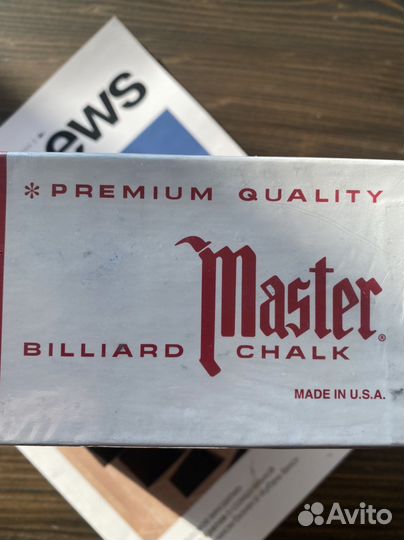 ews
* PREMIUM QUALITY
Master®
BILLIARD CHALK
MADE IN U.S.A.
Avito